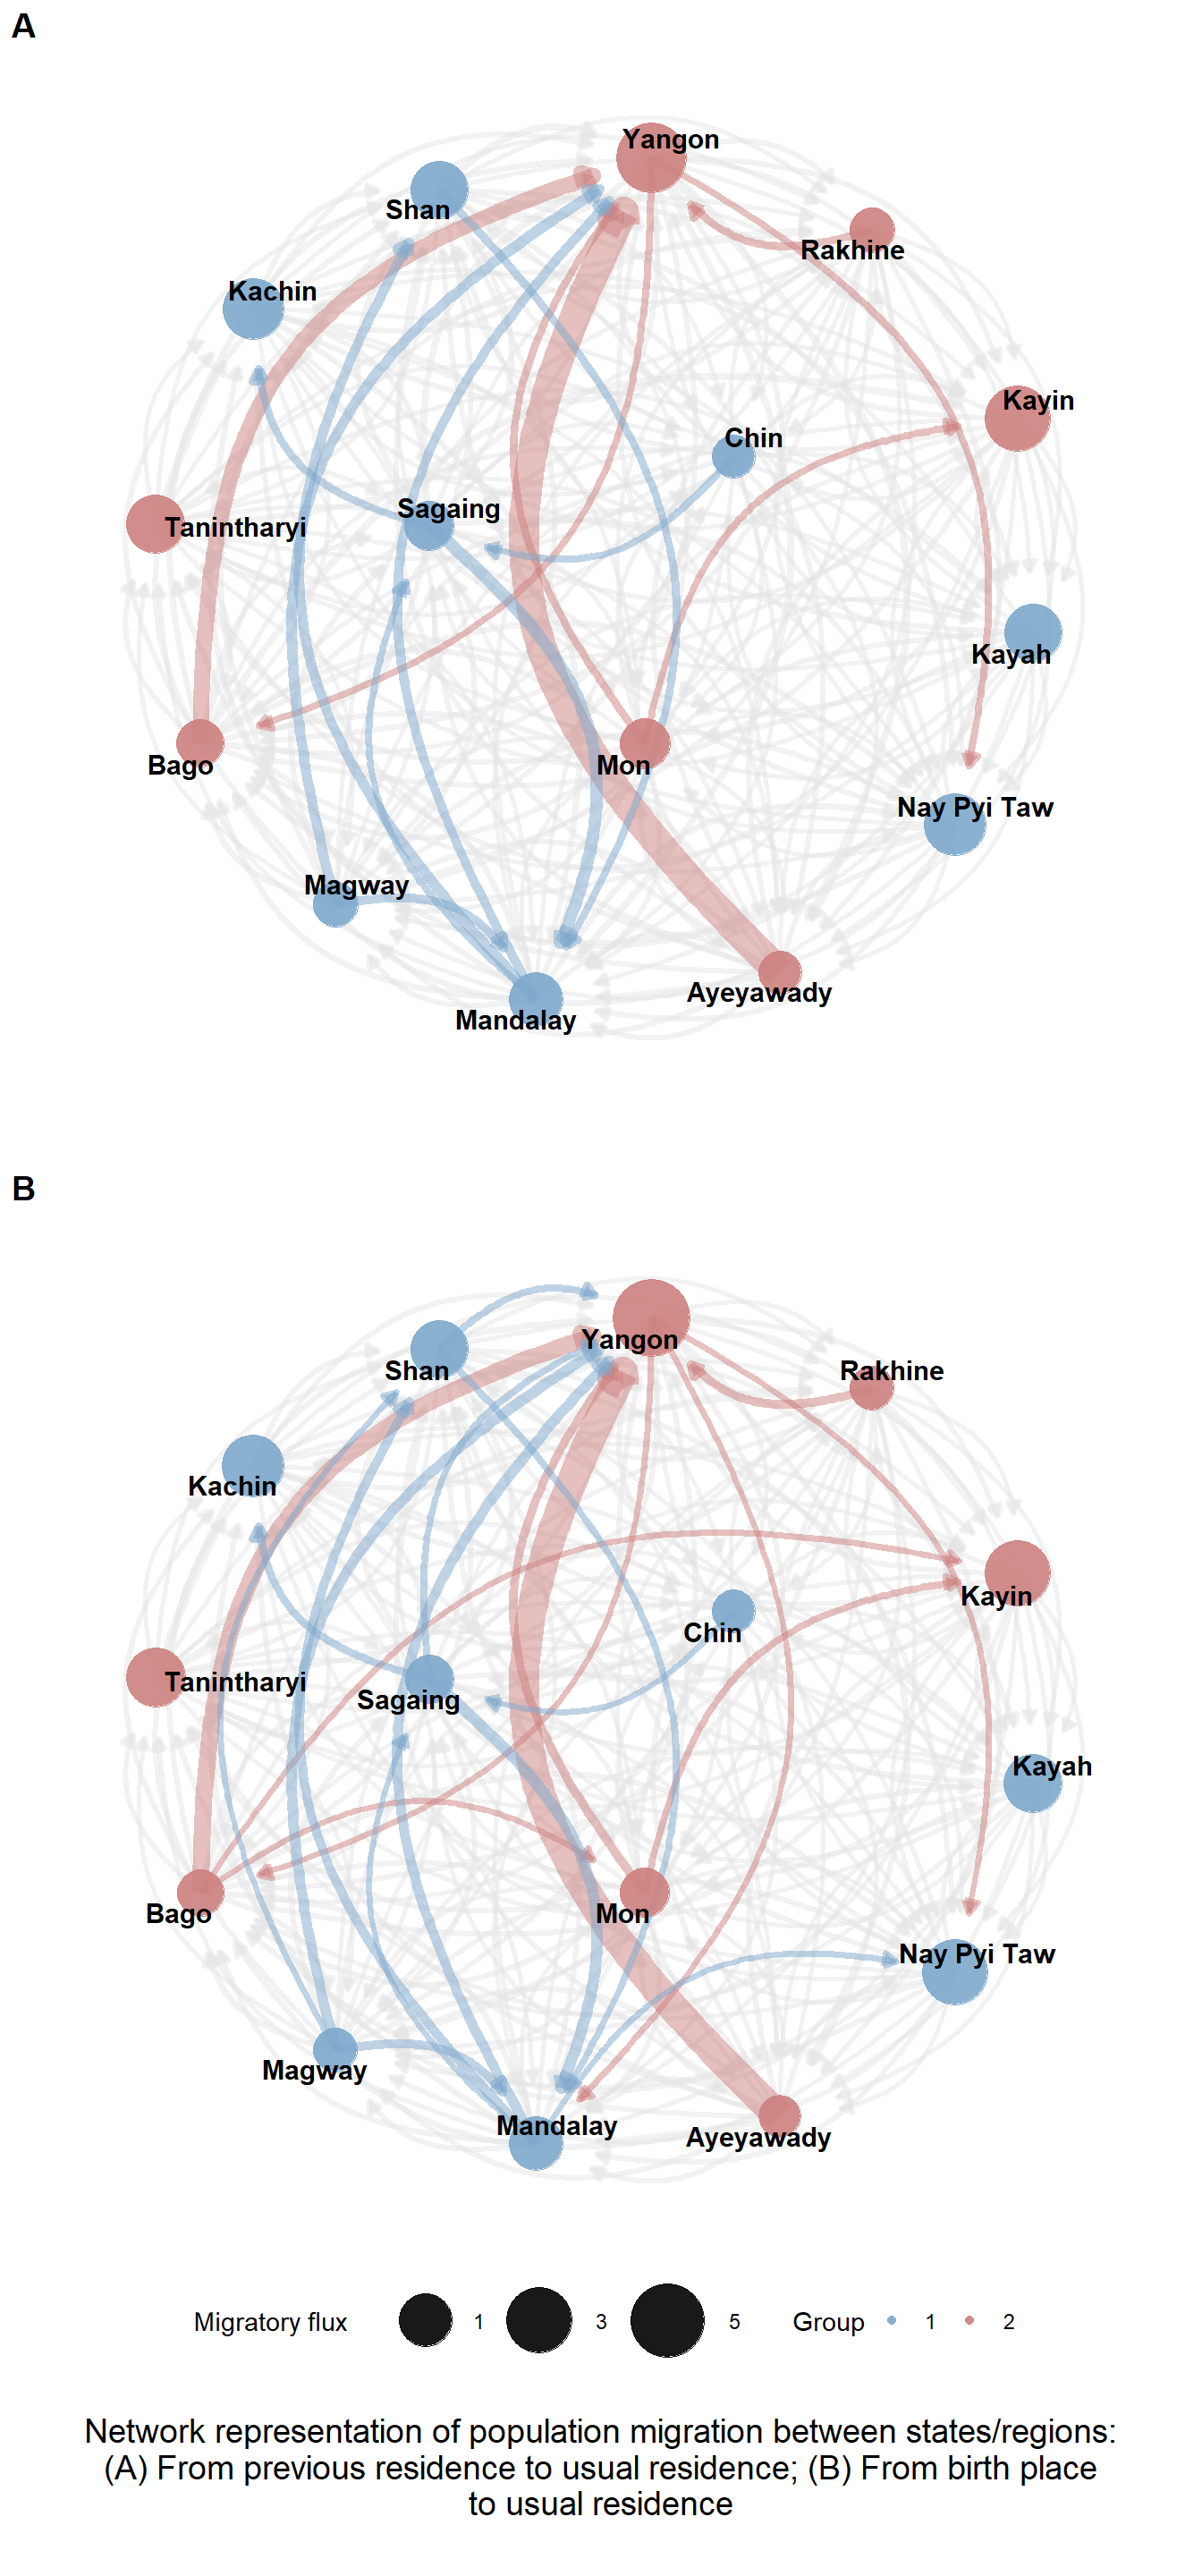 A
Yangon
Shan
Rakhine
Kachin
Kayin
Chin
Sagaing
Tanintharyi
Kayah
Bago
Mon
Nay Pyi Taw
Magway
Ayeyawady
Mandalay
B
Yangon
Shan
Rakhine
Kachin
Kayin
Chin
Tanintharyi
Sagaing
Kayah
Bago
Mon
Nay Pyi Taw
Magway
Mandalay
Ayeyawady
Migratory flux 1 3 5 Group 1 2
Network representation of population migration between states/regions:
(A) From previous residence to usual residence; (B) From birth place
to usual residence